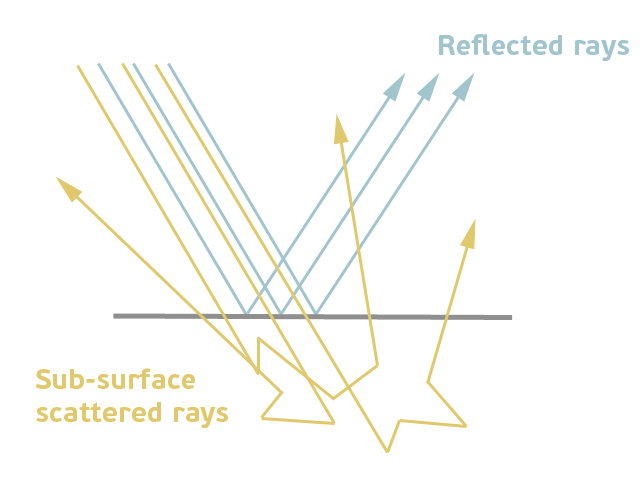 Reflected rays
Sub-surface
scattered rays